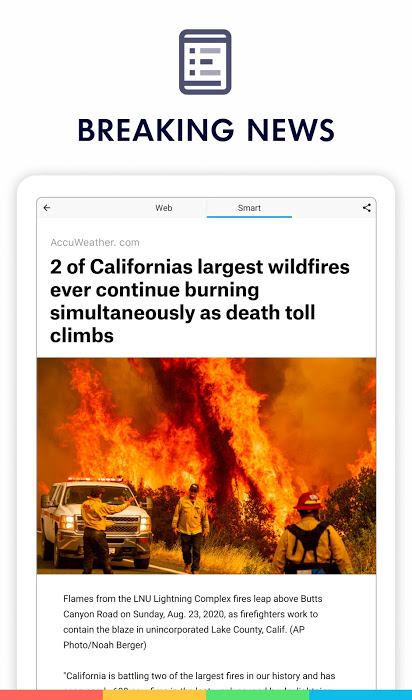 BREAKING NEWS
Web
Smart
AccuWeather. com
2 of Californias largest wildfires
ever continue burning
simultaneously as death toll
climbs
Flames from the LNU Lightning Complex fires leap above Butts
Canyon Road on Sunday, Aug. 23, 2020, as firefighters work to
contain the blaze in unincorporated Lake County, Calif. (AP
Photo/Noah Berger)
"California is battling two of the largest fires in our history and has